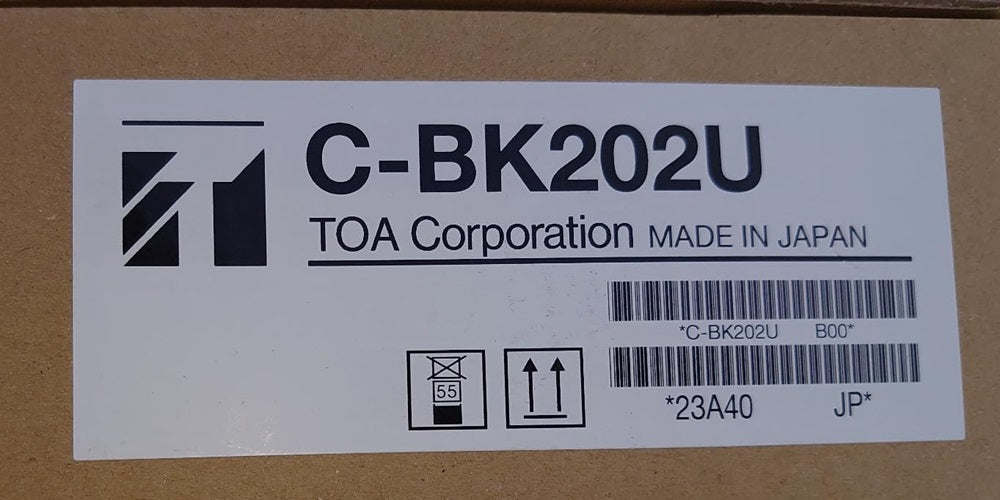 C-BK202U
TOA Corporation MADE IN JAPAN
*C-BK202U B00*
55
*23A40 JP*